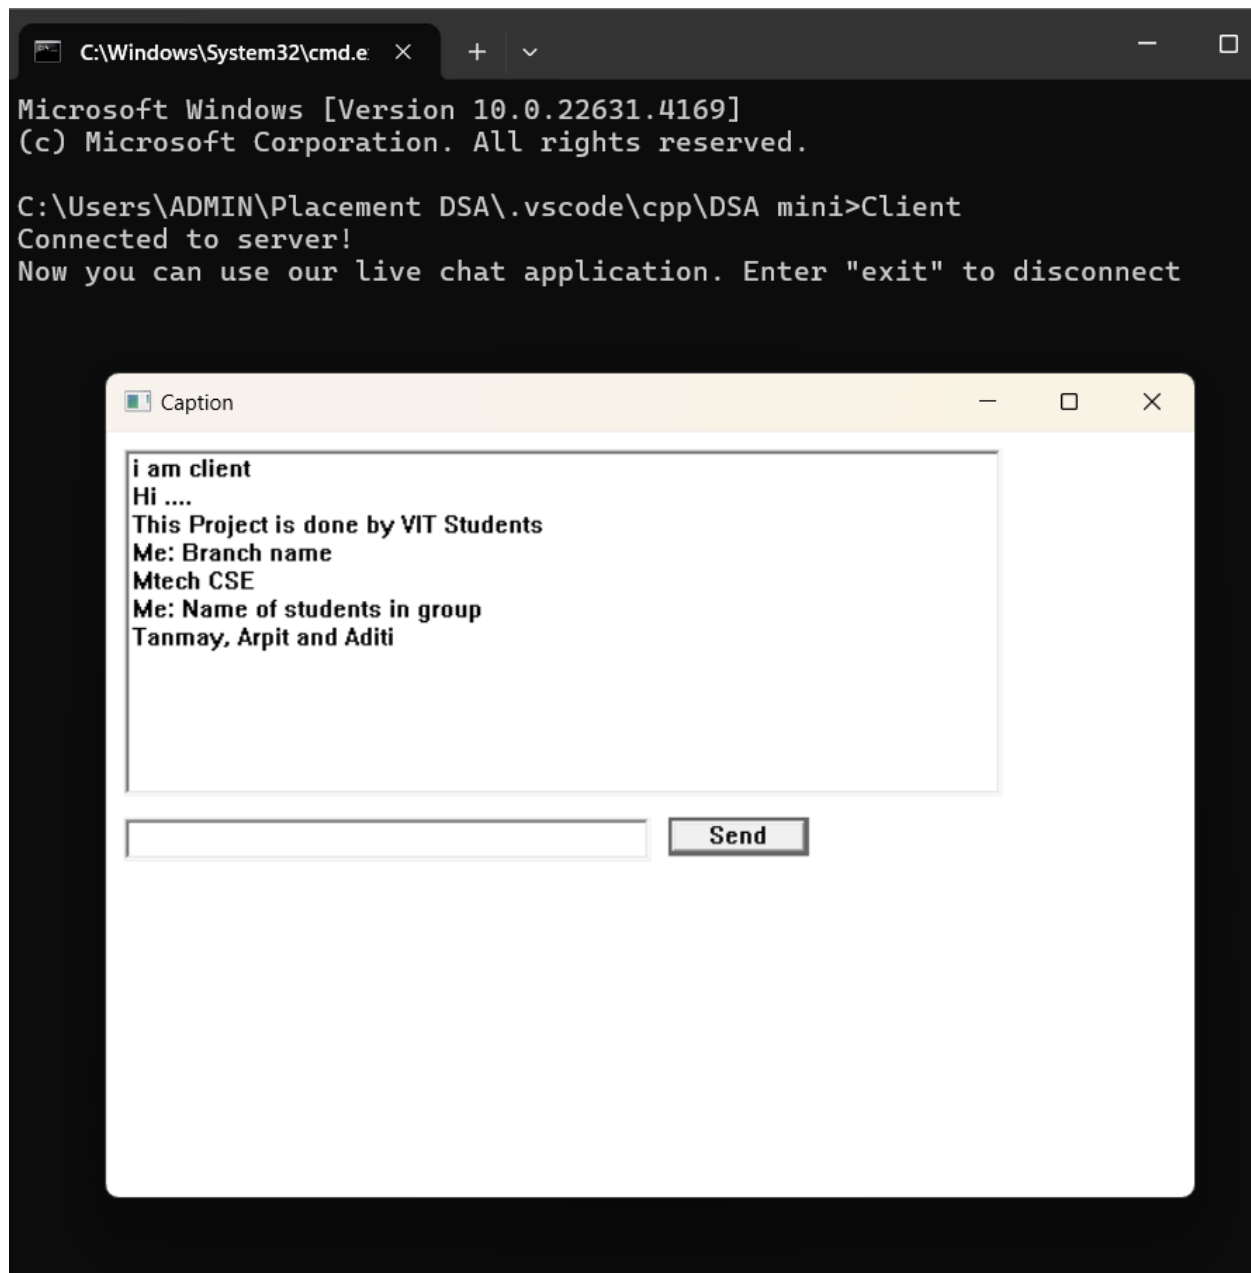 C:\Windows\System32\cmd.e
Microsoft Windows [Version 10.0.22631.4169]
(c) Microsoft Corporation. All rights reserved.
C:\Users\ADMIN\Placement DSA\.vscode\cpp\DSA mini>Client
Connected to server!
Now you can use our live chat application. Enter "exit" to disconnect
Caption
i am client
Hi ....
This Project is done by VIT Students
Me: Branch name
Mtech CSE
Me: Name of students in group
Tanmay, Arpit and Aditi
Send